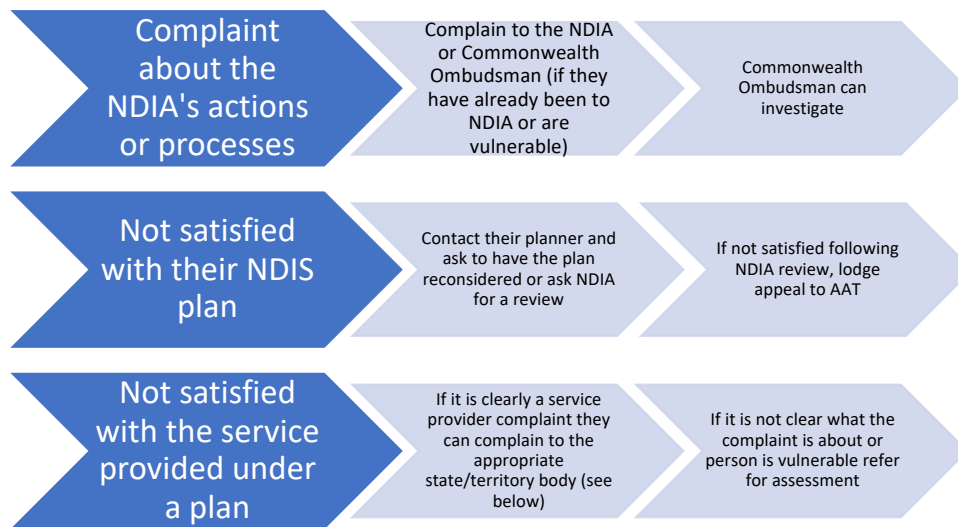 Complaint
about the
NDIA's actions
or processes
Complain to the NDIA
or Commonwealth
Ombudsman (if they
have already been to
NDIA or are
vulnerable)
Commonwealth
Ombudsman can
investigate
Not satisfied
with their NDIS
plan
Contact their planner and
ask to have the plan
reconsidered or ask NDIA
for a review
If not satisfied following
NDIA review, lodge
appeal to AAT
Not satisfied
with the service
provided under
a plan
If it is clearly a service
provider complaint they
can complain to the
appropriate
state/territory body (see
below)
If it is not clear what the
complaint is about or
person is vulnerable refer
for assessment